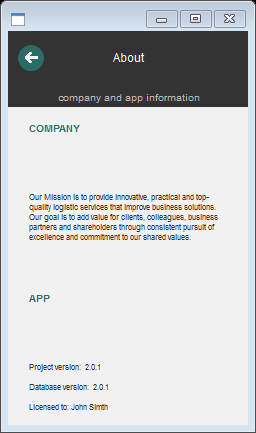 About
company and app information
COMPANY
Our Mission is to provide innovative, practical and top-
quality logistic services that improve business solutions.
Our goal is to add value for clients, colleagues, business
partners and shareholders through consistent pursuit of
excellence and commitment to our shared values.
APP
Project version: 2.0.1
Database version: 2.0.1
Licensed to: John Simth